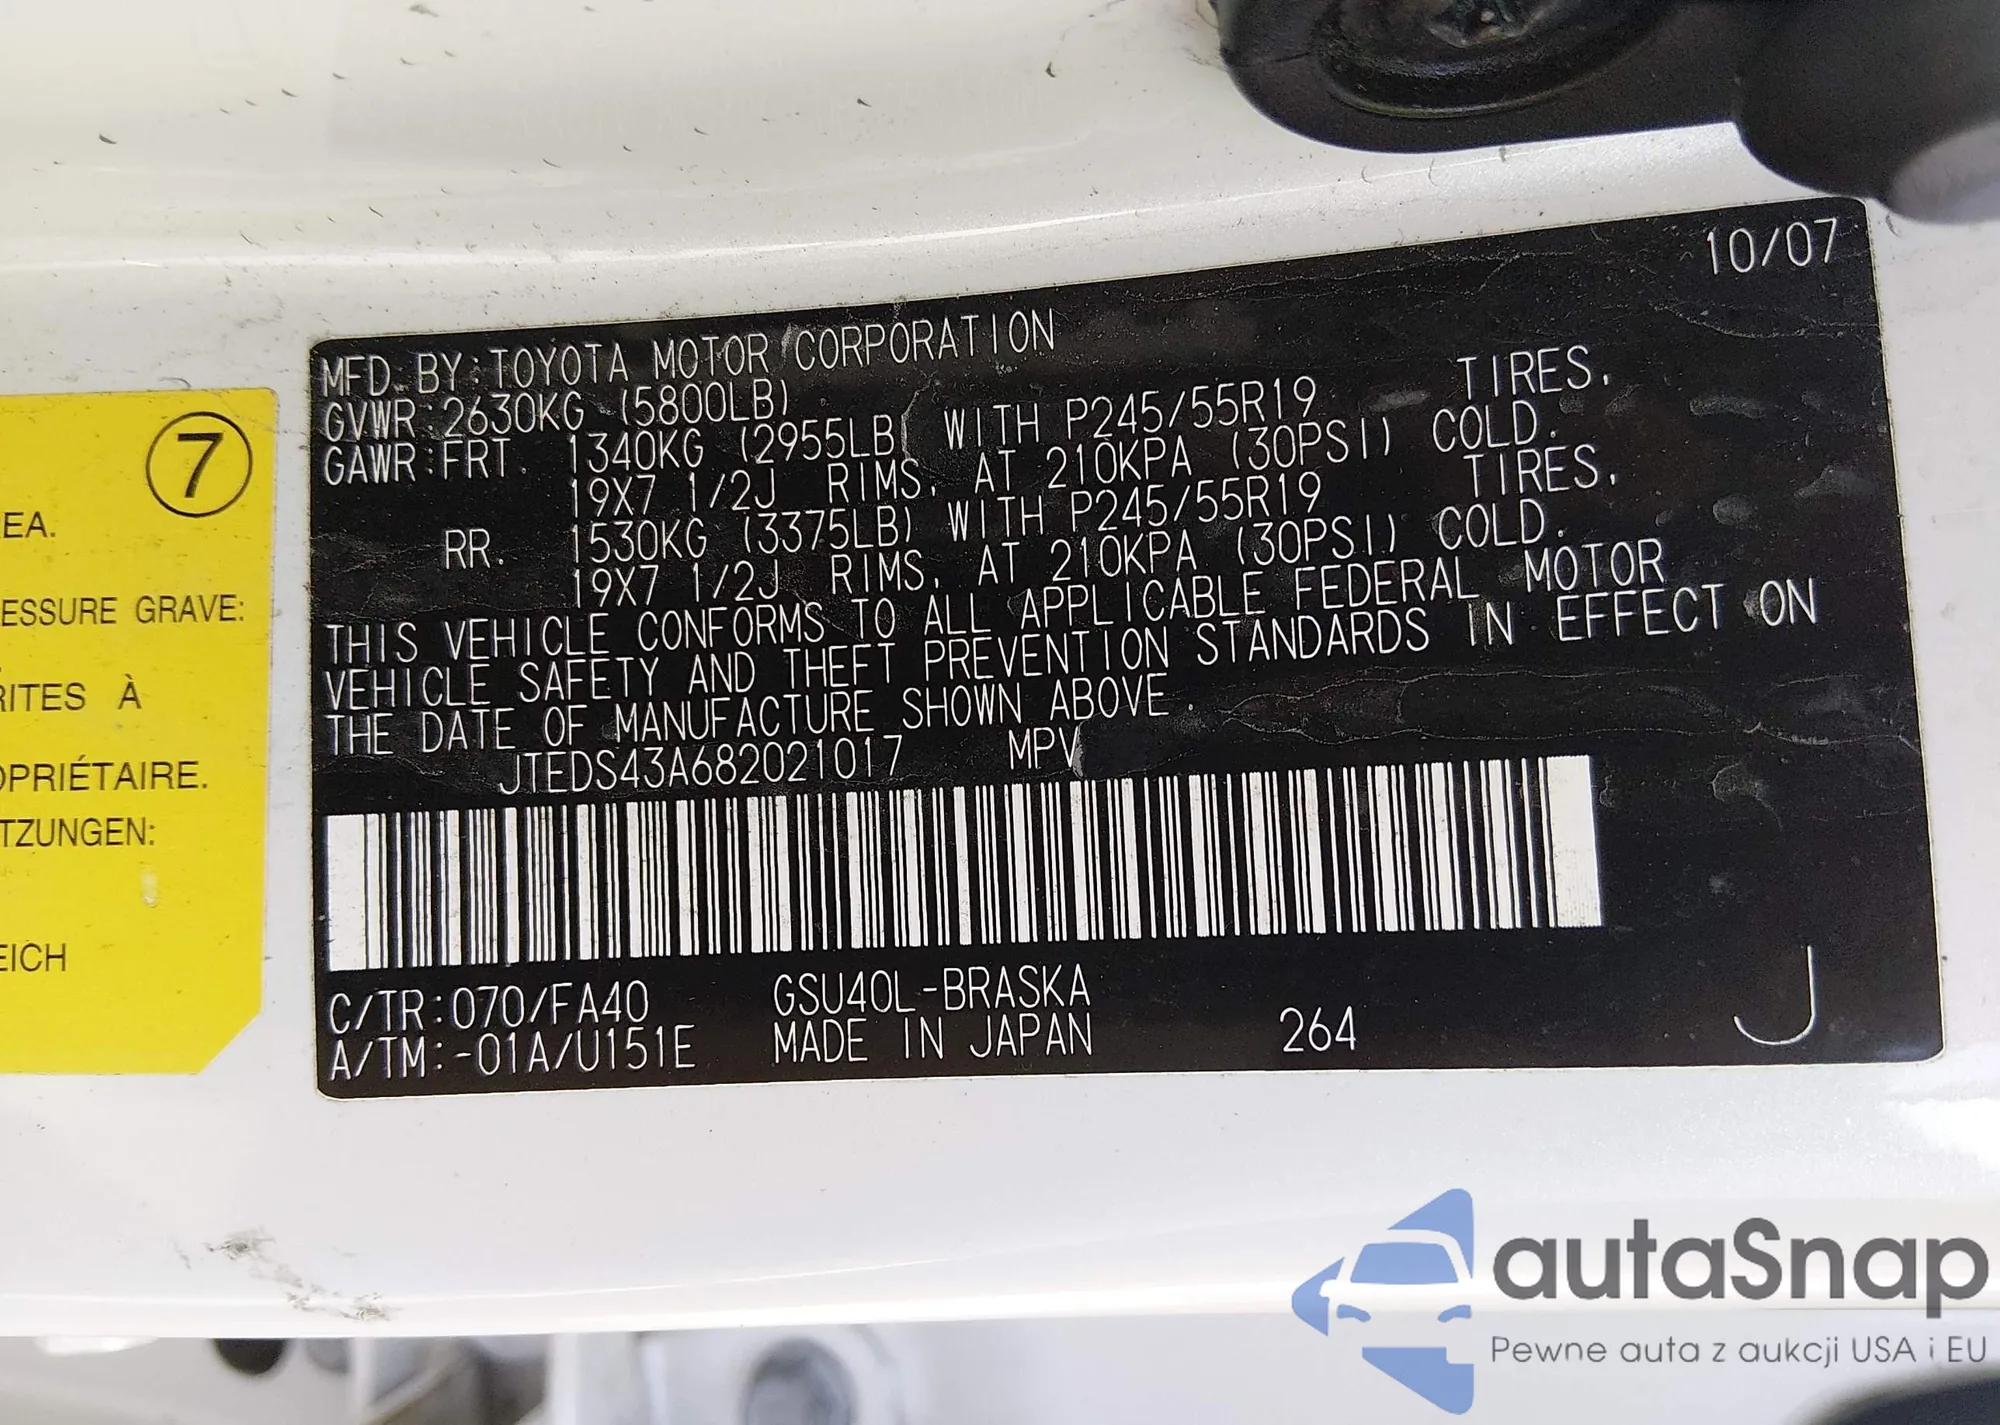 7
EA.
ESSURE GRAVE:
RITES À
OPRIÉTAIRE.
TZUNGEN:
EICH
10/07
MFD. BY: TOYOTA MOTOR CORPORATION
GVWR: 2630KG (5800LB)
GAWR: FRT. 1340KG (2955LB) WITH P245/55R19 TIRES,
19X7 1/2J RIMS, AT 210KPA (30PSI) COLD.
RR. 1530KG (3375LB) WITH P245/55R19 TIRES,
19X7 1/2J RIMS, AT 210KPA (30PSI) COLD.
THIS VEHICLE CONFORMS TO ALL APPLICABLE FEDERAL MOTOR
VEHICLE SAFETY AND THEFT PREVENTION STANDARDS IN EFFECT ON
THE DATE OF MANUFACTURE SHOWN ABOVE.
JTEDS43A682021017 MPV
C/TR: 070/FA40 GSU40L-BRASKA
A/TM: -01A/U151E MADE IN JAPAN 264 J
autaSnap
Pewne auta z aukcji USA i EU